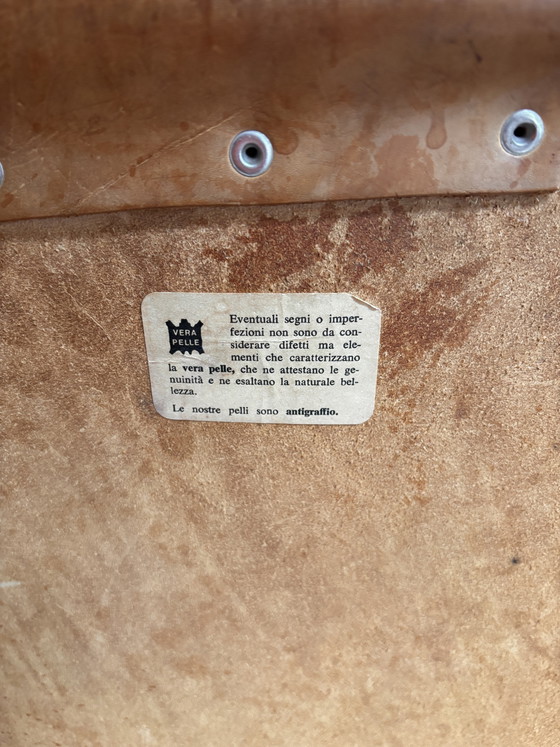 VERA
PELLE
Eventuali segni o imper-
fezioni non sono da con-
siderare difetti ma ele-
menti che caratterizzano
la vera pelle, che ne attestano le ge-
nuinità e ne esaltano la naturale bel-
lezza.
Le nostre pelli sono antigraffio.